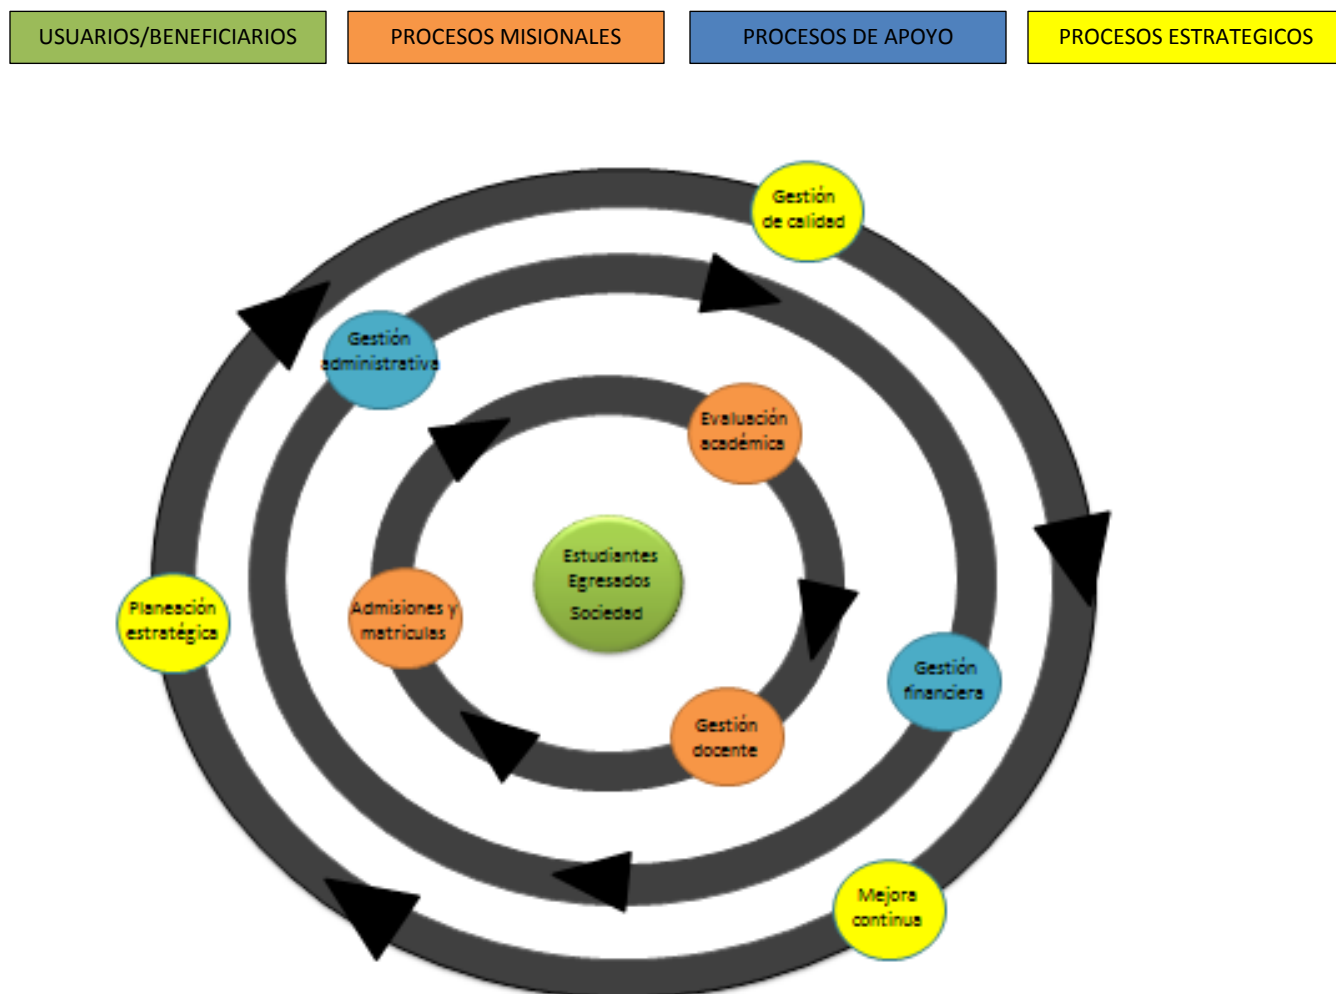 USUARIOS/BENEFICIARIOS
PROCESOS MISIONALES
PROCESOS DE APOYO
PROCESOS ESTRATEGICOS
Gestión
de calidad
Gestión
administrativa
Evaluación
académica
Estudiantes
Egresados
Sociedad
Admisiones y
matriculas
Planeación
estratégica
Gestión
financiera
Gestión
docente
Mejora
continua